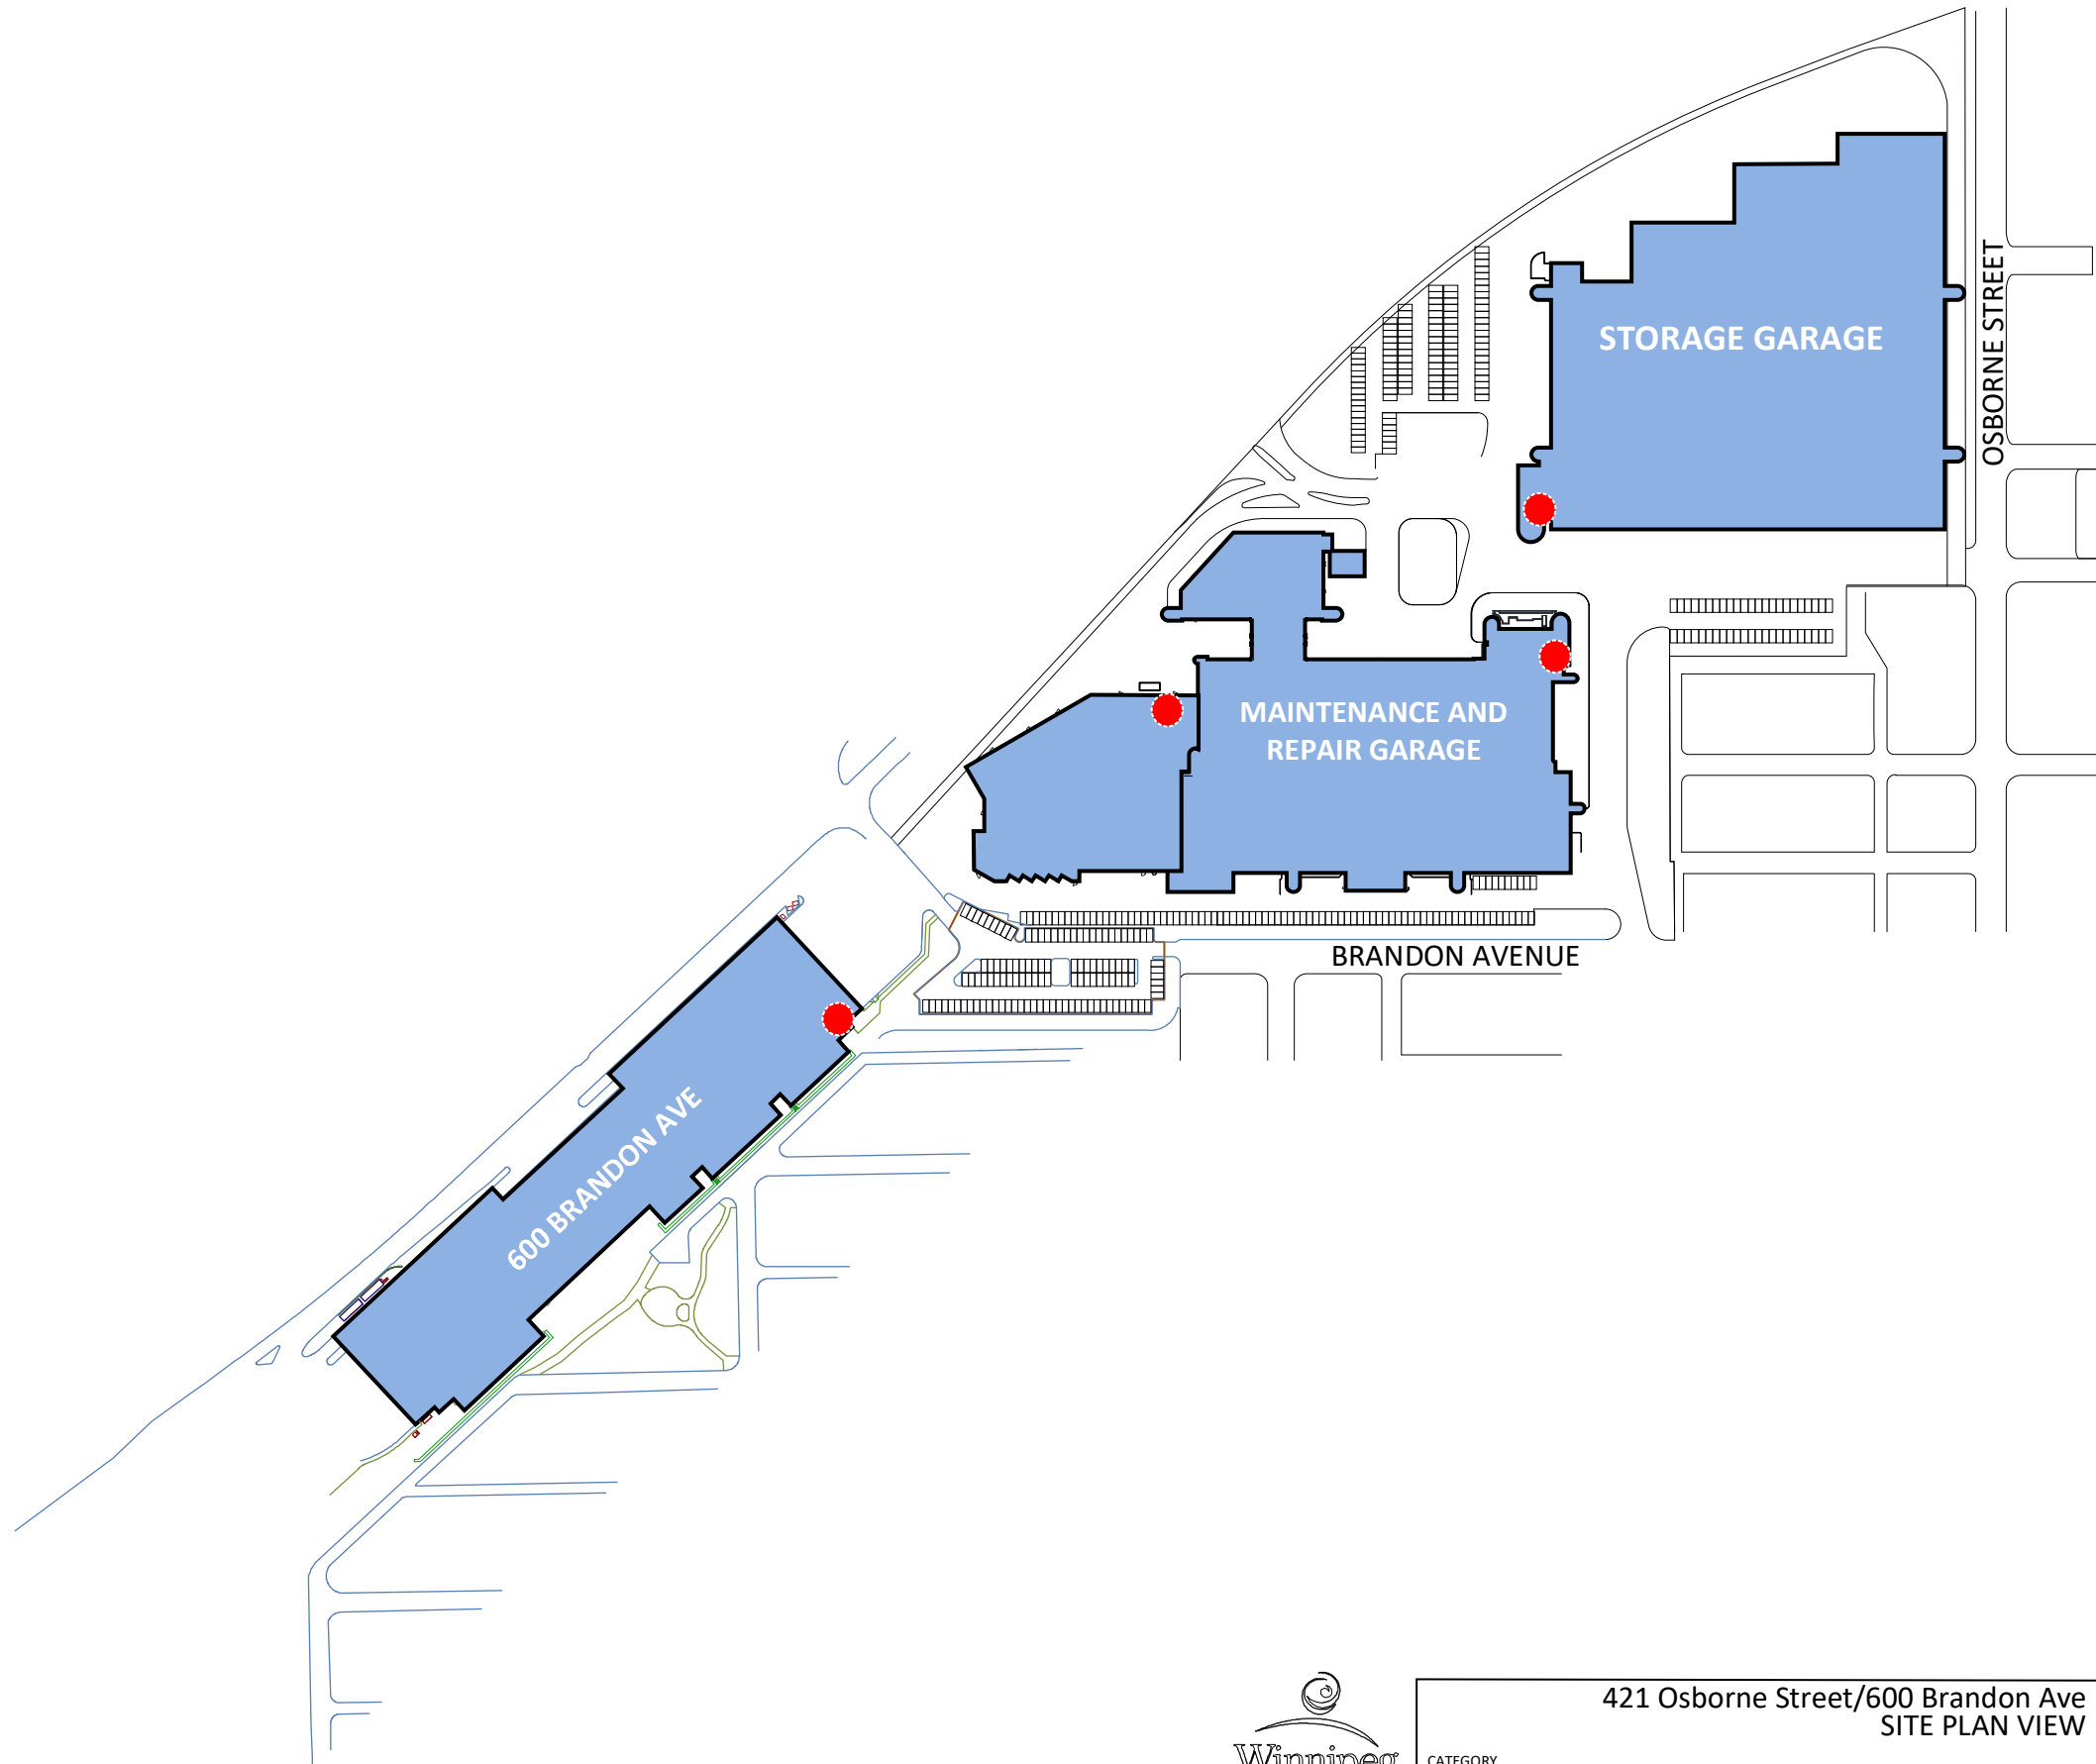 STORAGE GARAGE
OSBORNE STREET
MAINTENANCE AND
REPAIR GARAGE
BRANDON AVENUE
600 BRANDON AVE
421 Osborne Street/600 Brandon Ave
SITE PLAN VIEW
Winnipeg
CATEGORY